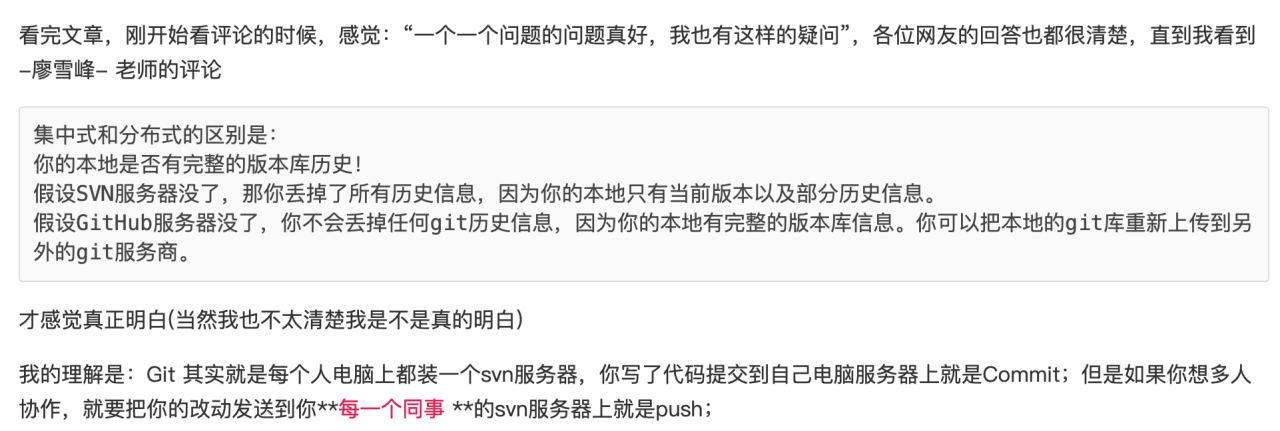 看完文章，刚开始看评论的时候，感觉：“一个一个问题的问题真好，我也有这样的疑问”，各位网友的回答也都很清楚，直到我看到
-廖雪峰- 老师的评论
集中式和分布式的区别是：
你的本地是否有完整的版本库历史！
假设SVN服务器没了，那你丢掉了所有历史信息，因为你的本地只有当前版本以及部分历史信息。
假设GitHub服务器没了，你不会丢掉任何git历史信息，因为你的本地有完整的版本库信息。你可以把本地的git库重新上传到另
外的git服务商。
才感觉真正明白(当然我也不太清楚我是不是真的明白)
我的理解是：Git 其实就是每个人电脑上都装一个svn服务器，你写了代码提交到自己电脑服务器上就是Commit；但是如果你想多人
协作，就要把你的改动发送到你**每一个同事 **的svn服务器上就是push；